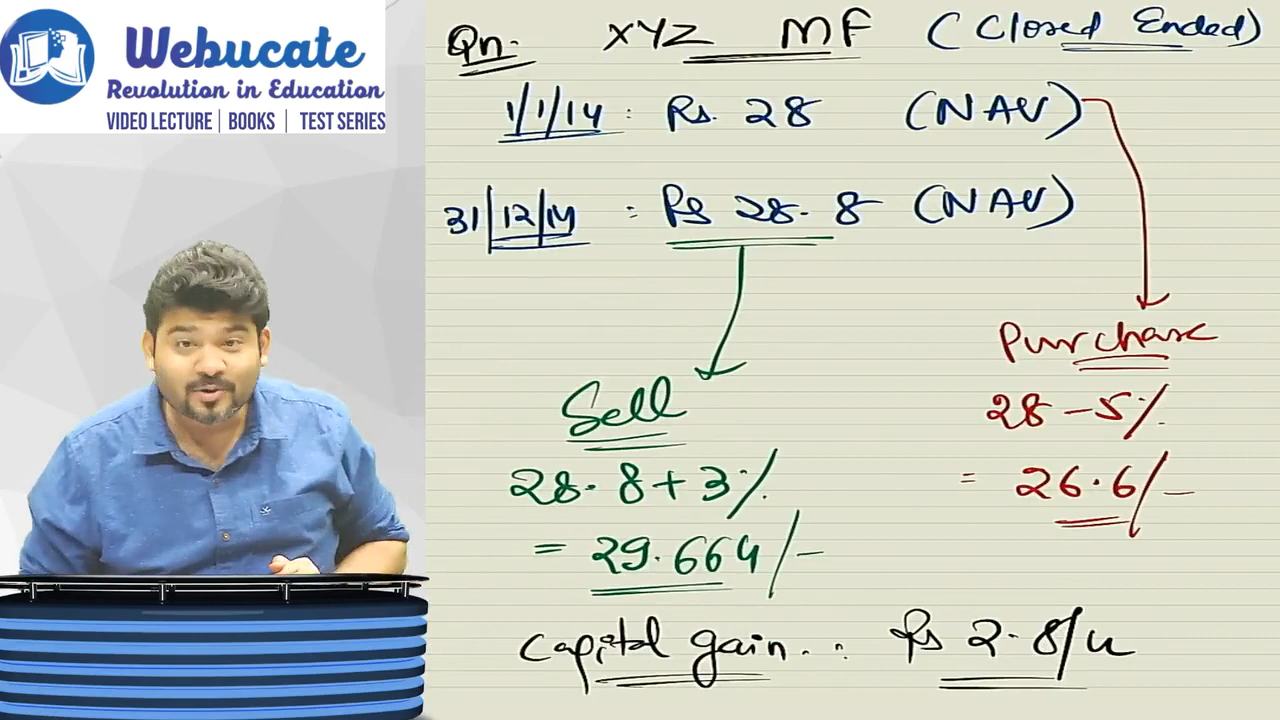 Webucate
Revolution in Education
VIDEO LECTURE | BOOKS | TEST SERIES
Qn. XYZ MF (Closed Ended)
1/1/14 : Rs. 28 (NAV)
31/12/14 : Rs 28.8 (NAV)
Purchase
28 - 5%
= 26.6/-
Sell
28.8 + 3%
= 29.664/-
Capital gain : Rs 2.8/u